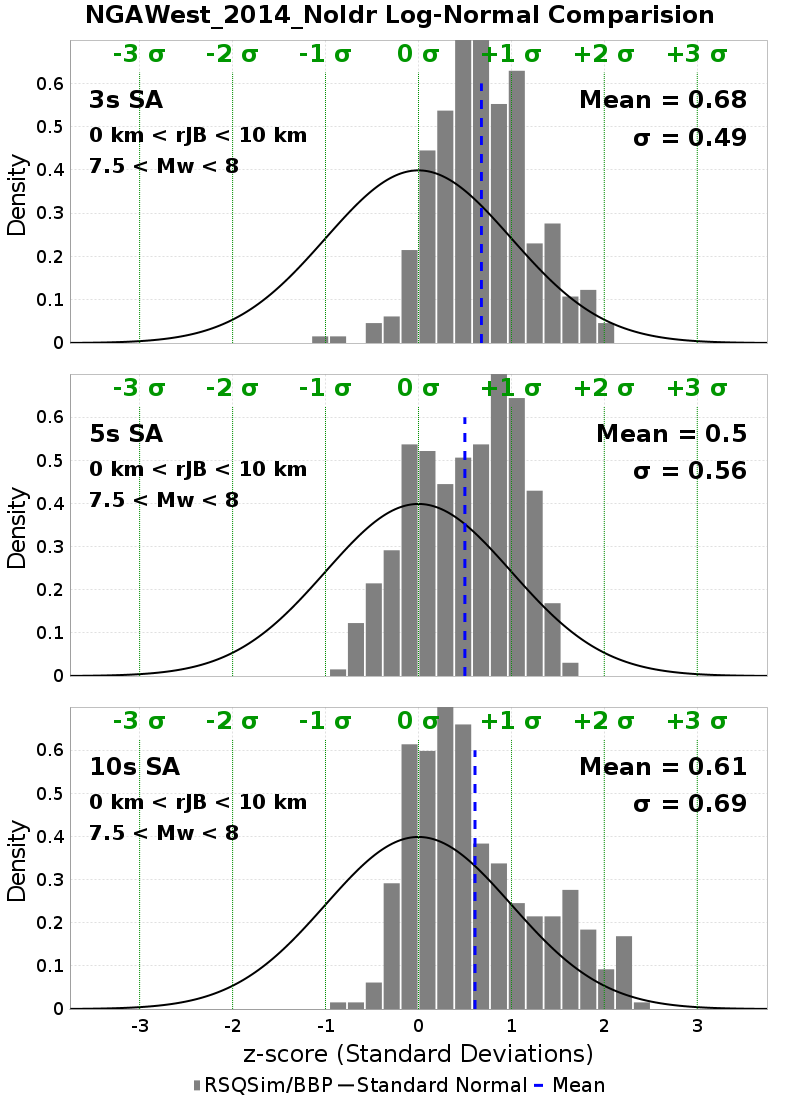 NGAWest_2014_NoIdr Log-Normal Comparision
-3 σ -2 σ -1 σ 0 σ +1 σ +2 σ +3 σ
3s SA
0 km < rJB < 10 km
7.5 < Mw < 8
Mean = 0.68
σ = 0.49
0.6
0.5
0.4
0.3
0.2
0.1
0
Density
-3 σ -2 σ -1 σ 0 σ +1 σ +2 σ +3 σ
5s SA
0 km < rJB < 10 km
7.5 < Mw < 8
Mean = 0.5
σ = 0.56
0.6
0.5
0.4
0.3
0.2
0.1
0
Density
-3 σ -2 σ -1 σ 0 σ +1 σ +2 σ +3 σ
10s SA
0 km < rJB < 10 km
7.5 < Mw < 8
Mean = 0.61
σ = 0.69
0.6
0.5
0.4
0.3
0.2
0.1
0
Density
-3 -2 -1 0 1 2 3
z-score (Standard Deviations)
RSQSim/BBP Standard Normal Mean